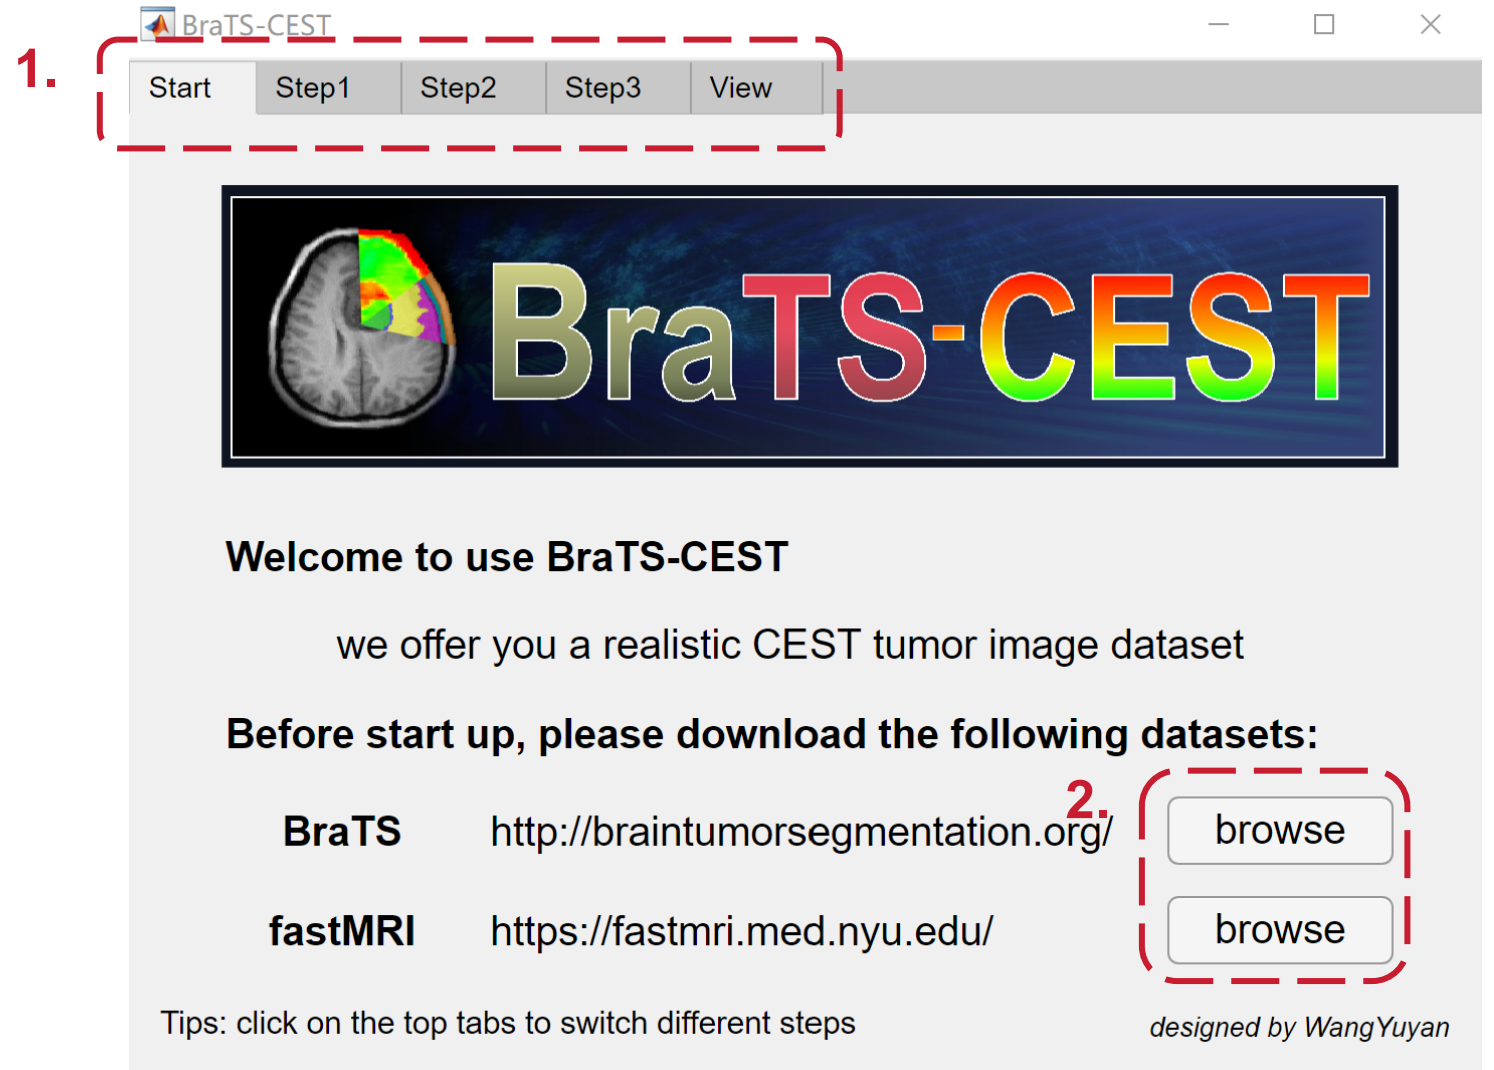 BraTS-CEST
1.
Start Step1 Step2 Step3 View
BraTS-CEST
Welcome to use BraTS-CEST
we offer you a realistic CEST tumor image dataset
Before start up, please download the following datasets:
2.
BraTS http://braintumorsegmentation.org/ browse
fastMRI https://fastmri.med.nyu.edu/ browse
Tips: click on the top tabs to switch different steps
designed by WangYuyan